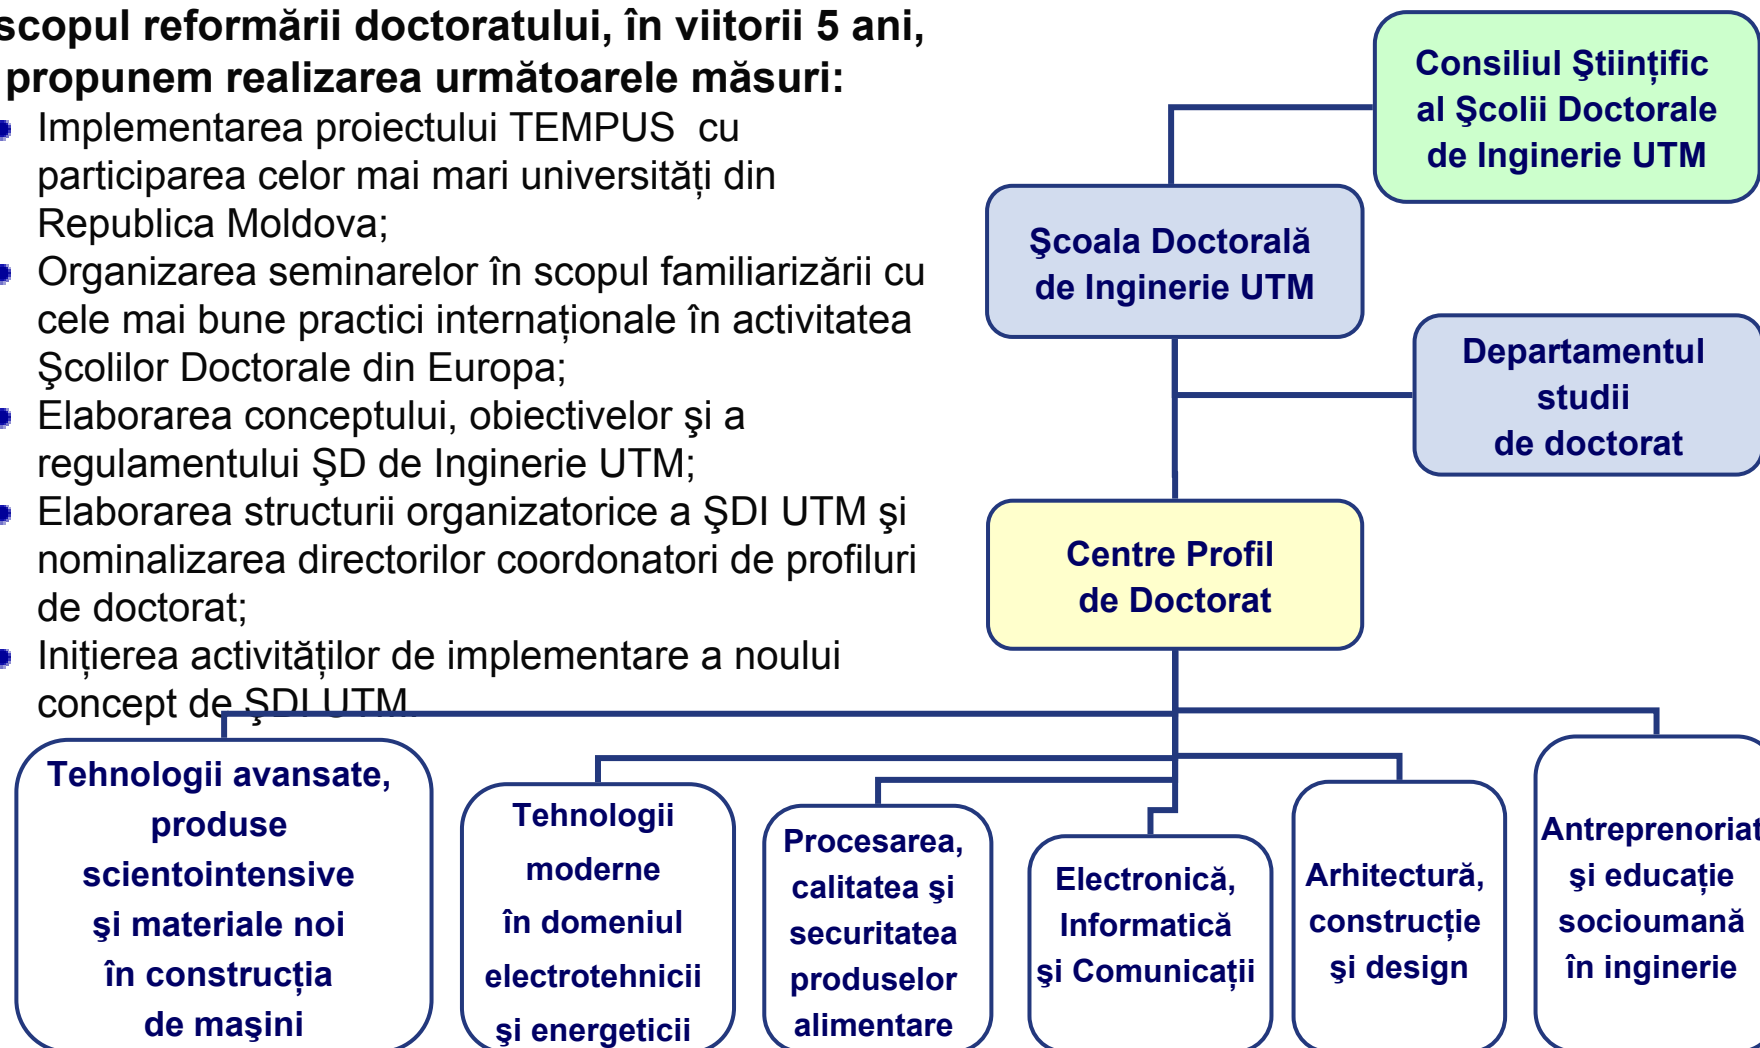 scopul reformării doctoratului, în viitorii 5 ani,
propunem realizarea următoarele măsuri:
Implementarea proiectului TEMPUS cu
participarea celor mai mari universități din
Republica Moldova;
Organizarea seminarelor în scopul familiarizării cu
cele mai bune practici internaționale în activitatea
Şcolilor Doctorale din Europa;
Elaborarea conceptului, obiectivelor şi a
regulamentului ŞD de Inginerie UTM;
Elaborarea structurii organizatorice a ŞDI UTM şi
nominalizarea directorilor coordonatori de profiluri
de doctorat;
Inițierea activităților de implementare a noului
concept de ŞDI UTM.
Consiliul Ştiințific
al Şcolii Doctorale
de Inginerie UTM
Şcoala Doctorală
de Inginerie UTM
Departamentul
studii
de doctorat
Centre Profil
de Doctorat
Tehnologii avansate,
produse
scientointensive
şi materiale noi
în construcția
de maşini
Tehnologii
moderne
în domeniul
electrotehnicii
şi energeticii
Procesarea,
calitatea şi
securitatea
produselor
alimentare
Electronică,
Informatică
şi Comunicații
Arhitectură,
construcție
şi design
Antreprenoriat
şi educație
socioumană
în inginerie